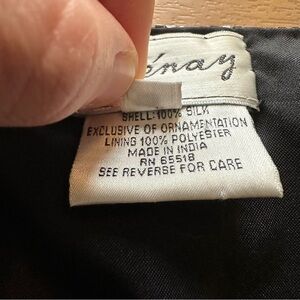 SHELL: 100% SILK
EXCLUSIVE OF ORNAMENTATION
LINING 100% POLYESTER
MADE IN INDIA
RN 65518
SEE REVERSE FOR CARE